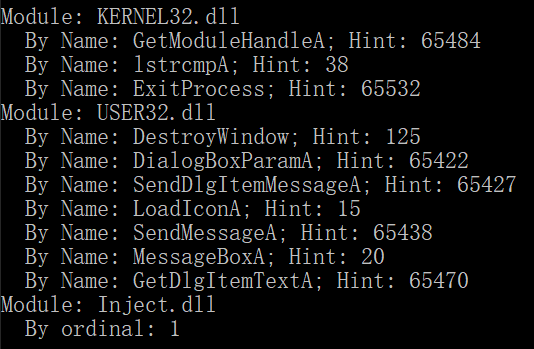 Module: KERNEL32.dll
By Name: GetModuleHandleA; Hint: 65484
By Name: lstrcmpA; Hint: 38
By Name: ExitProcess; Hint: 65532
Module: USER32.dll
By Name: DestroyWindow; Hint: 125
By Name: DialogBoxParamA; Hint: 65422
By Name: SendDlgItemMessageA; Hint: 65427
By Name: LoadIconA; Hint: 15
By Name: SendMessageA; Hint: 65438
By Name: MessageBoxA; Hint: 20
By Name: GetDlgItemTextA; Hint: 65470
Module: Inject.dll
By ordinal: 1